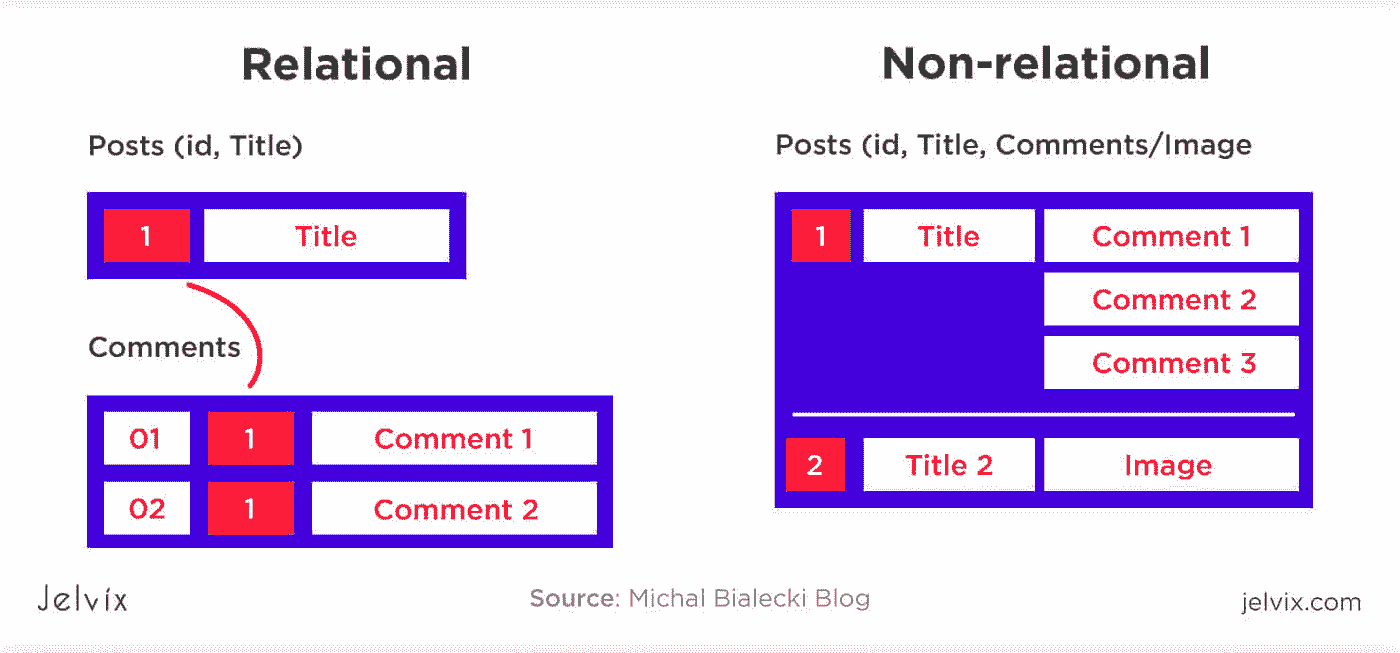 Relational
Posts (id, Title)
1 Title
Comments
01 1 Comment 1
02 1 Comment 2
Non-relational
Posts (id, Title, Comments/Image
1 Title Comment 1
Comment 2
Comment 3
2 Title 2 Image
Jelvix
Source: Michal Bialecki Blog
jelvix.com